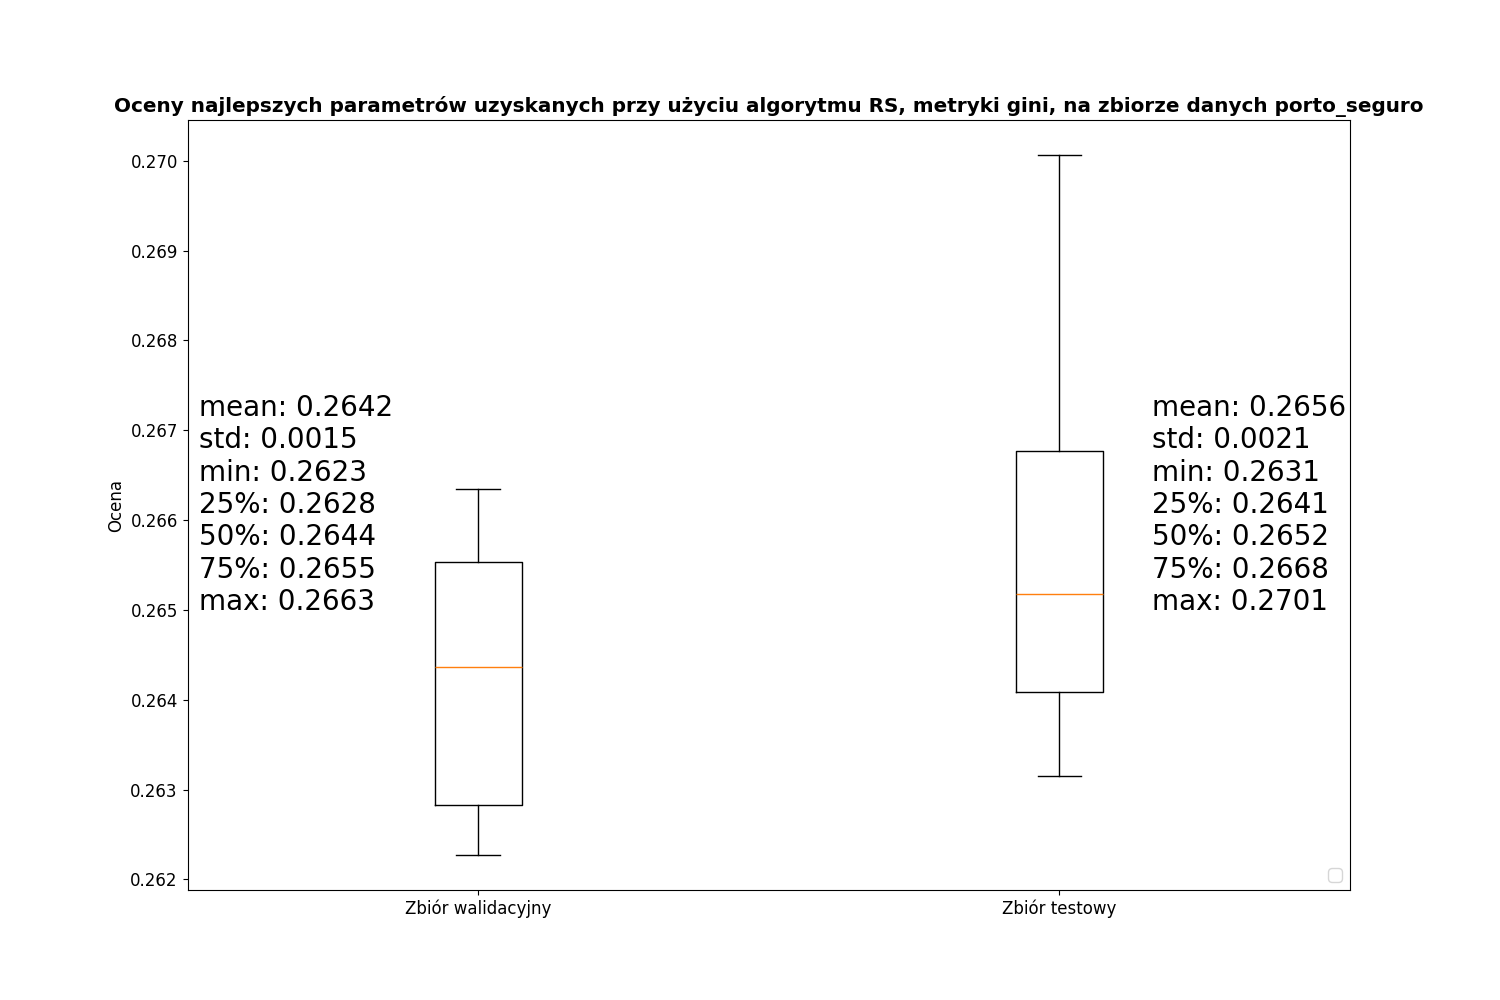 Oceny najlepszych parametrów uzyskanych przy użyciu algorytmu RS, metryki gini, na zbiorze danych porto_seguro
0.270
0.269
0.268
0.267
0.266
0.265
0.264
0.263
0.262
Ocena
mean: 0.2642
std: 0.0015
min: 0.2623
25%: 0.2628
50%: 0.2644
75%: 0.2655
max: 0.2663
mean: 0.2656
std: 0.0021
min: 0.2631
25%: 0.2641
50%: 0.2652
75%: 0.2668
max: 0.2701
Zbiór walidacyjny
Zbiór testowy